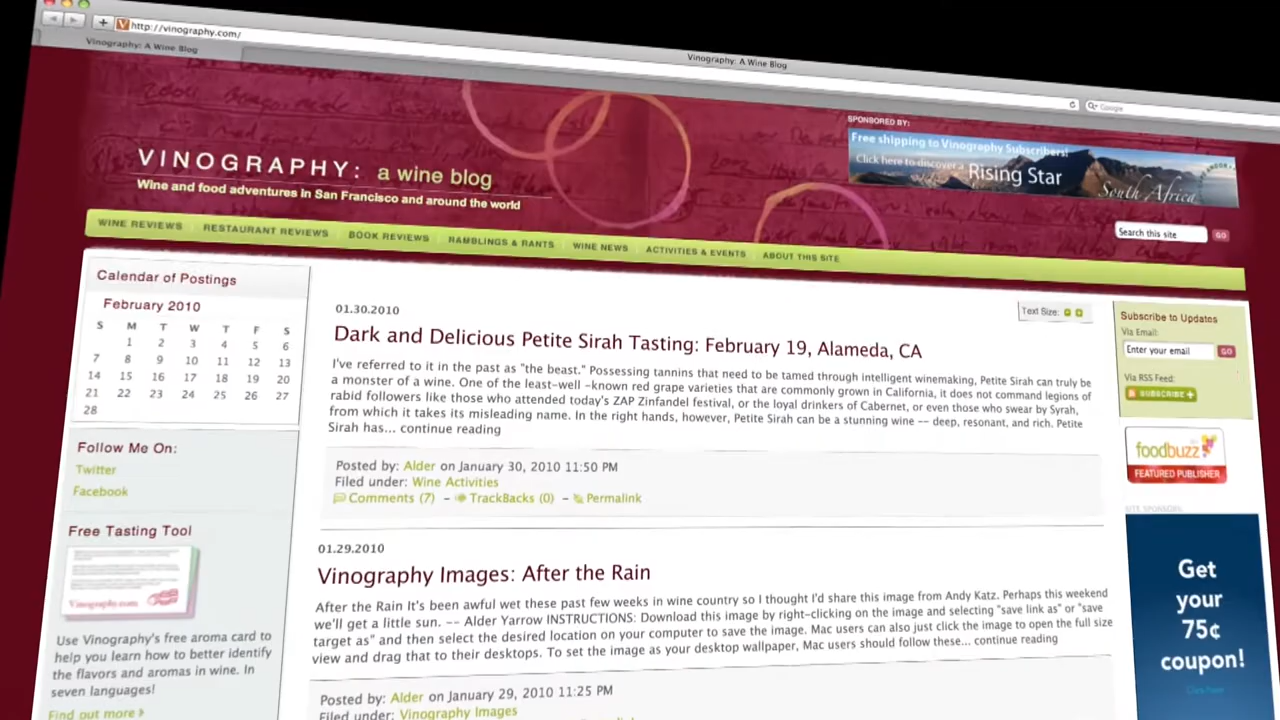 http://vinography.com/
Vinography: A Wine Blog
Vinography: A Wine Blog
Google
VINOGRAPHY: a wine blog
Wine and food adventures in San Francisco and around the world
SPONSORED BY:
Free shipping to Vinography Subscribers!
Click here to discover a Rising Star
South Africa
Search this site GO
WINE REVIEWS RESTAURANT REVIEWS BOOK REVIEWS RAMBLINGS & RANTS WINE NEWS ACTIVITIES & EVENTS ABOUT THIS SITE
Calendar of Postings
February 2010
S M T W T F S
1 2 3 4 5 6
7 8 9 10 11 12 13
14 15 16 17 18 19 20
21 22 23 24 25 26 27
28
Follow Me On:
Twitter
Facebook
Free Tasting Tool
Vinography.com
Use Vinography's free aroma card to
help you learn how to better identify
the flavors and aromas in wine. In
seven languages!
Find out more
01.30.2010
Text Size:
Dark and Delicious Petite Sirah Tasting: February 19, Alameda, CA
I've referred to it in the past as "the beast." Possessing tannins that need to be tamed through intelligent winemaking, Petite Sirah can truly be
a monster of a wine. One of the least-well –known red grape varieties that are commonly grown in California, it does not command legions of
rabid followers like those who attended today's ZAP Zinfandel festival, or the loyal drinkers of Cabernet, or even those who swear by Syrah,
from which it takes its misleading name. In the right hands, however, Petite Sirah can be a stunning wine -- deep, resonant, and rich. Petite
Sirah has... continue reading
Posted by: Alder on January 30, 2010 11:50 PM
Filed under: Wine Activities
Comments (7) – TrackBacks (0) – Permalink
01.29.2010
Vinography Images: After the Rain
After the Rain It's been awful wet these past few weeks in wine country so I thought I'd share this image from Andy Katz. Perhaps this weekend
we'll get a little sun. -- Alder Yarrow INSTRUCTIONS: Download this image by right-clicking on the image and selecting "save link as" or "save
target as" and then select the desired location on your computer to save the image. Mac users can also just click the image to open the full size
view and drag that to their desktops. To set the image as your desktop wallpaper, Mac users should follow these... continue reading
Posted by: Alder on January 29, 2010 11:25 PM
Filed under: Vinography Images
Subscribe to Updates
Via Email:
Enter your email GO
Via RSS Feed:
SUBSCRIBE +
foodbuzz
FEATURED PUBLISHER
SITE SPONSORS:
Get
your
75¢
coupon!
Click here